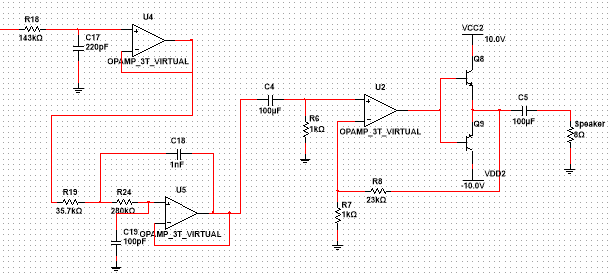 R18
143kΩ
C17
220pF
U4
OPAMP_3T_VIRTUAL
VCC2
10.0V
Q8
C4
100µF
R6
1kΩ
U2
OPAMP_3T_VIRTUAL
C5
100µF
Speaker
8Ω
Q9
VDD2
-10.0V
C18
1nF
R19
35.7kΩ
R24
280kΩ
U5
OPAMP_3T_VIRTUAL
C19
100pF
R8
23kΩ
R7
1kΩ